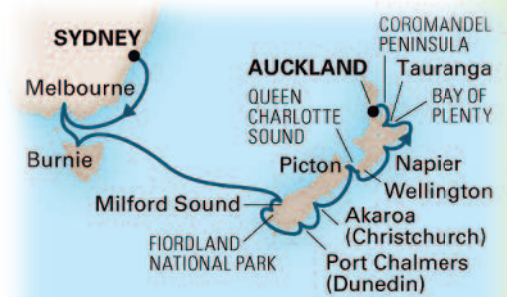 SYDNEY
Melbourne
Burnie
Milford Sound
FIORDLAND
NATIONAL PARK
AUCKLAND
QUEEN
CHARLOTTE
SOUND
Picton
COROMANDEL
PENINSULA
Tauranga
BAY OF
PLENTY
Napier
Wellington
Akaroa
(Christchurch)
Port Chalmers
(Dunedin)